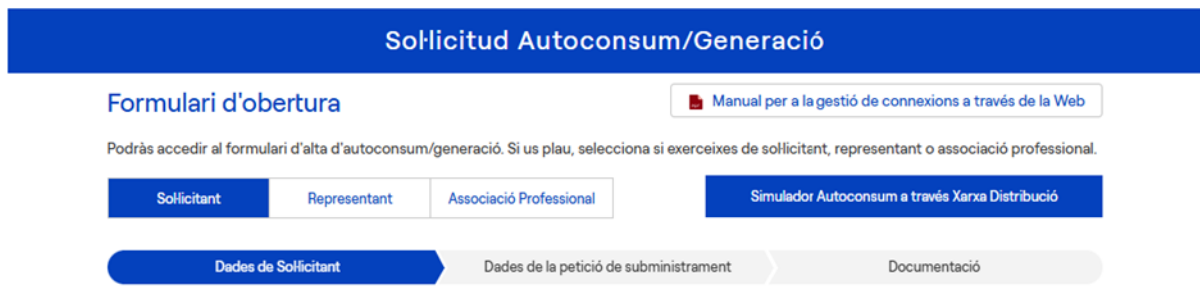 Sol·licitud Autoconsum/Generació
Formulari d'obertura
Manual per a la gestió de connexions a través de la Web
Podràs accedir al formulari d'alta d'autoconsum/generació. Si us plau, selecciona si exerceixes de sol·licitant, representant o associació professional.
Sol·licitant
Representant
Associació Professional
Simulador Autoconsum a través Xarxa Distribució
Dades de Sol·licitant
Dades de la petició de subministrament
Documentació